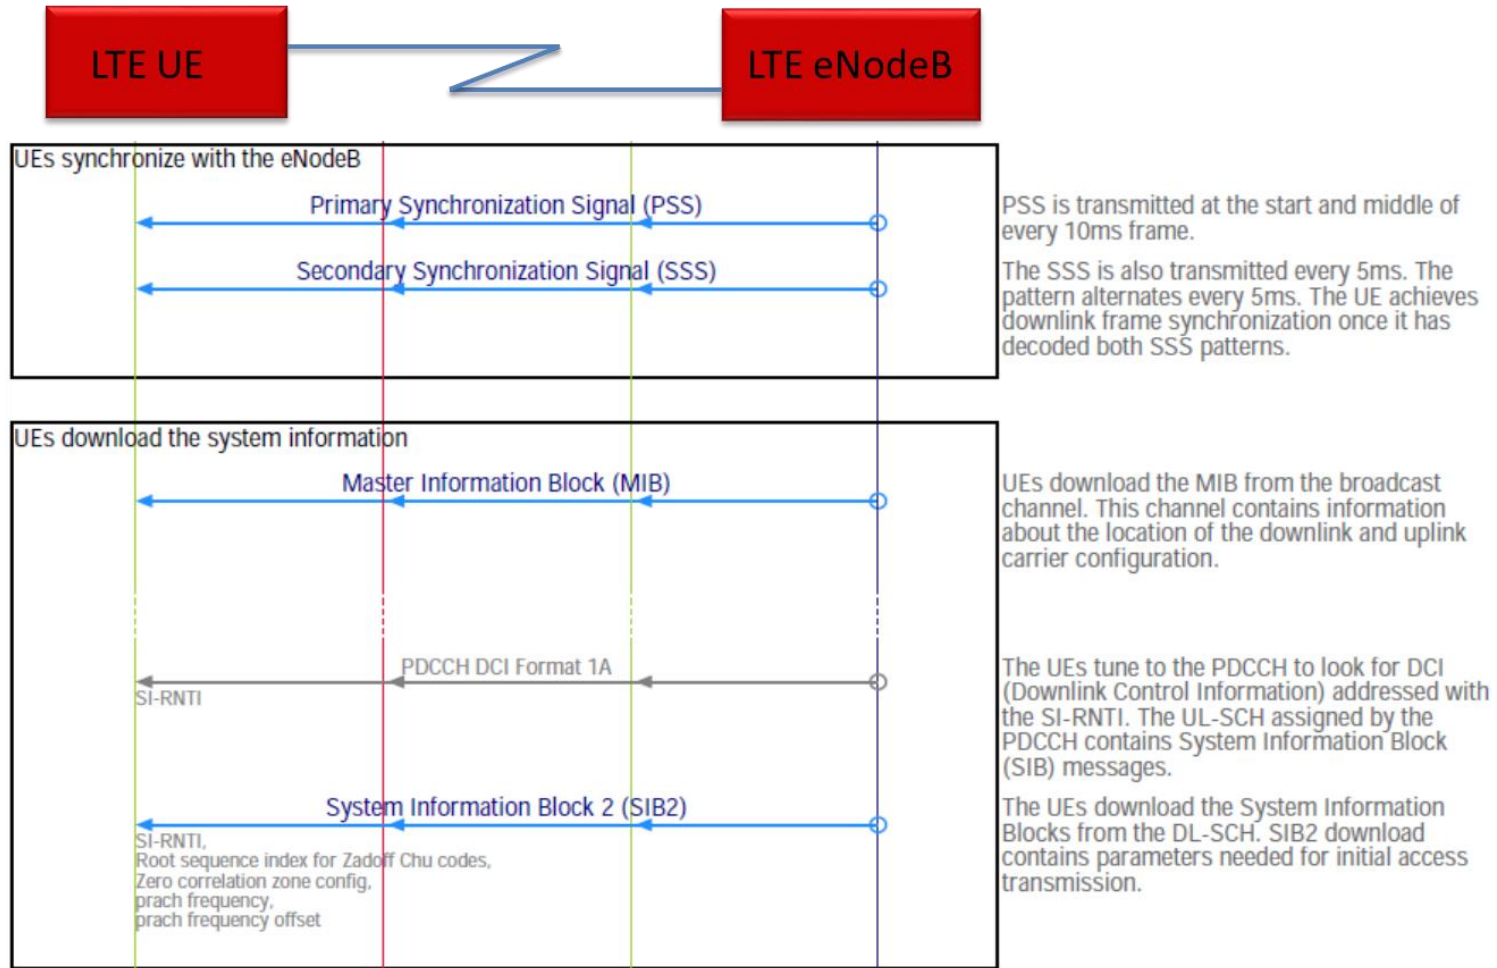 LTE UE
LTE eNodeB
UEs synchronize with the eNodeB
Primary Synchronization Signal (PSS)
PSS is transmitted at the start and middle of
every 10ms frame.
Secondary Synchronization Signal (SSS)
The SSS is also transmitted every 5ms. The
pattern alternates every 5ms. The UE achieves
downlink frame synchronization once it has
decoded both SSS patterns.
UEs download the system information
Master Information Block (MIB)
UEs download the MIB from the broadcast
channel. This channel contains information
about the location of the downlink and uplink
carrier configuration.
PDCCH DCI Format 1A
SI-RNTI
The UEs tune to the PDCCH to look for DCI
(Downlink Control Information) addressed with
the SI-RNTI. The UL-SCH assigned by the
PDCCH contains System Information Block
(SIB) messages.
System Information Block 2 (SIB2)
SI-RNTI,
Root sequence index for Zadoff Chu codes,
Zero correlation zone config,
prach frequency,
prach frequency offset
The UEs download the System Information
Blocks from the DL-SCH. SIB2 download
contains parameters needed for initial access
transmission.